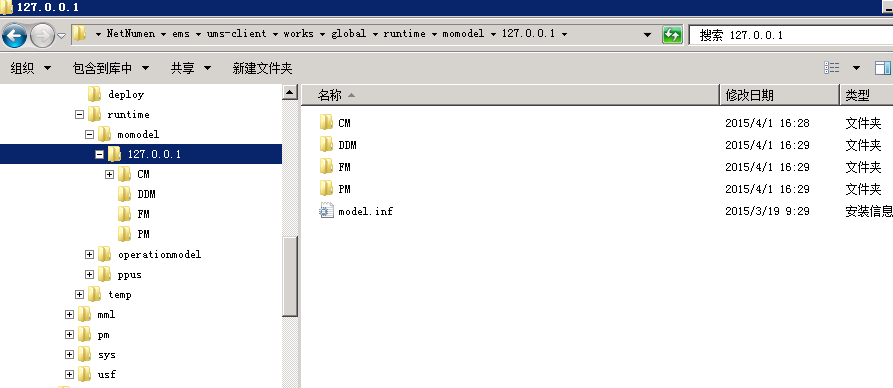 127.0.0.1
NetNumen ems ums-client works global runtime momodel 127.0.0.1
搜索 127.0.0.1
组织 包含到库中 共享 新建文件夹
deploy
runtime
momodel
127.0.0.1
CM
DDM
FM
PM
operationmodel
ppus
temp
mml
pm
sys
usf
名称 修改日期 类型
CM 2015/4/1 16:28 文件夹
DDM 2015/4/1 16:29 文件夹
FM 2015/4/1 16:29 文件夹
PM 2015/4/1 16:29 文件夹
model.inf 2015/3/19 9:29 安装信息